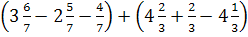 (3 6/7 − 2 5/7 − 4/7) + (4 2/3 + 2/3 − 4 1/3)